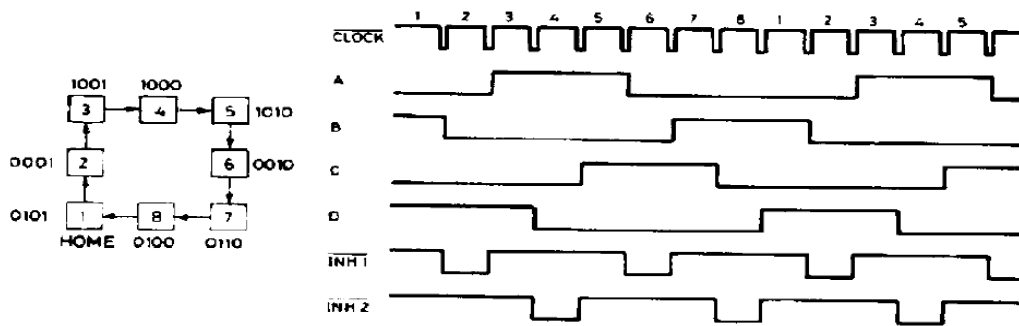 1001 1000
3 4 5 1010
0001 2 6 0010
0101 1 8 7
HOME 0100 0110
1 2 3 4 5 6 7 8 1 2 3 4 5
CLOCK
A
B
C
D
INH 1
INH 2